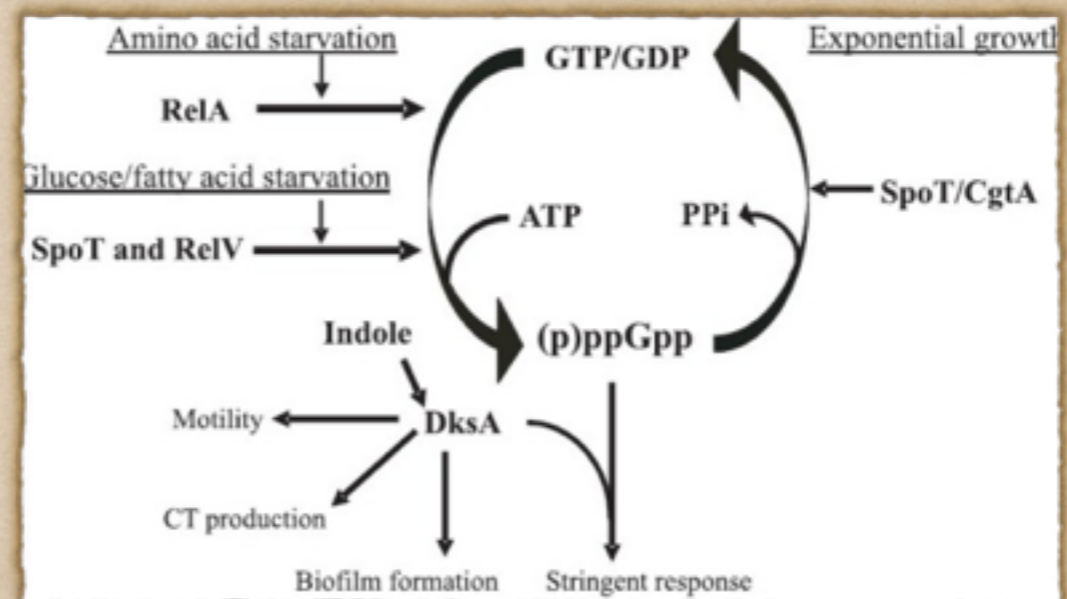 Amino acid starvation
GTP/GDP
Exponential growth
RelA
Glucose/fatty acid starvation
ATP
PPi
SpoT/CgtA
SpoT and RelV
Indole
(p)ppGpp
Motility
DksA
CT production
Biofilm formation
Stringent response